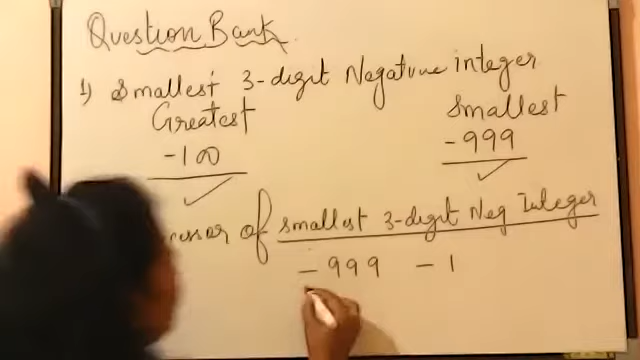 Question Bank
1) Smallest 3-digit Negative integer
Greatest Smallest
-100 -999
of smallest 3-digit Neg Integer
-999 -1